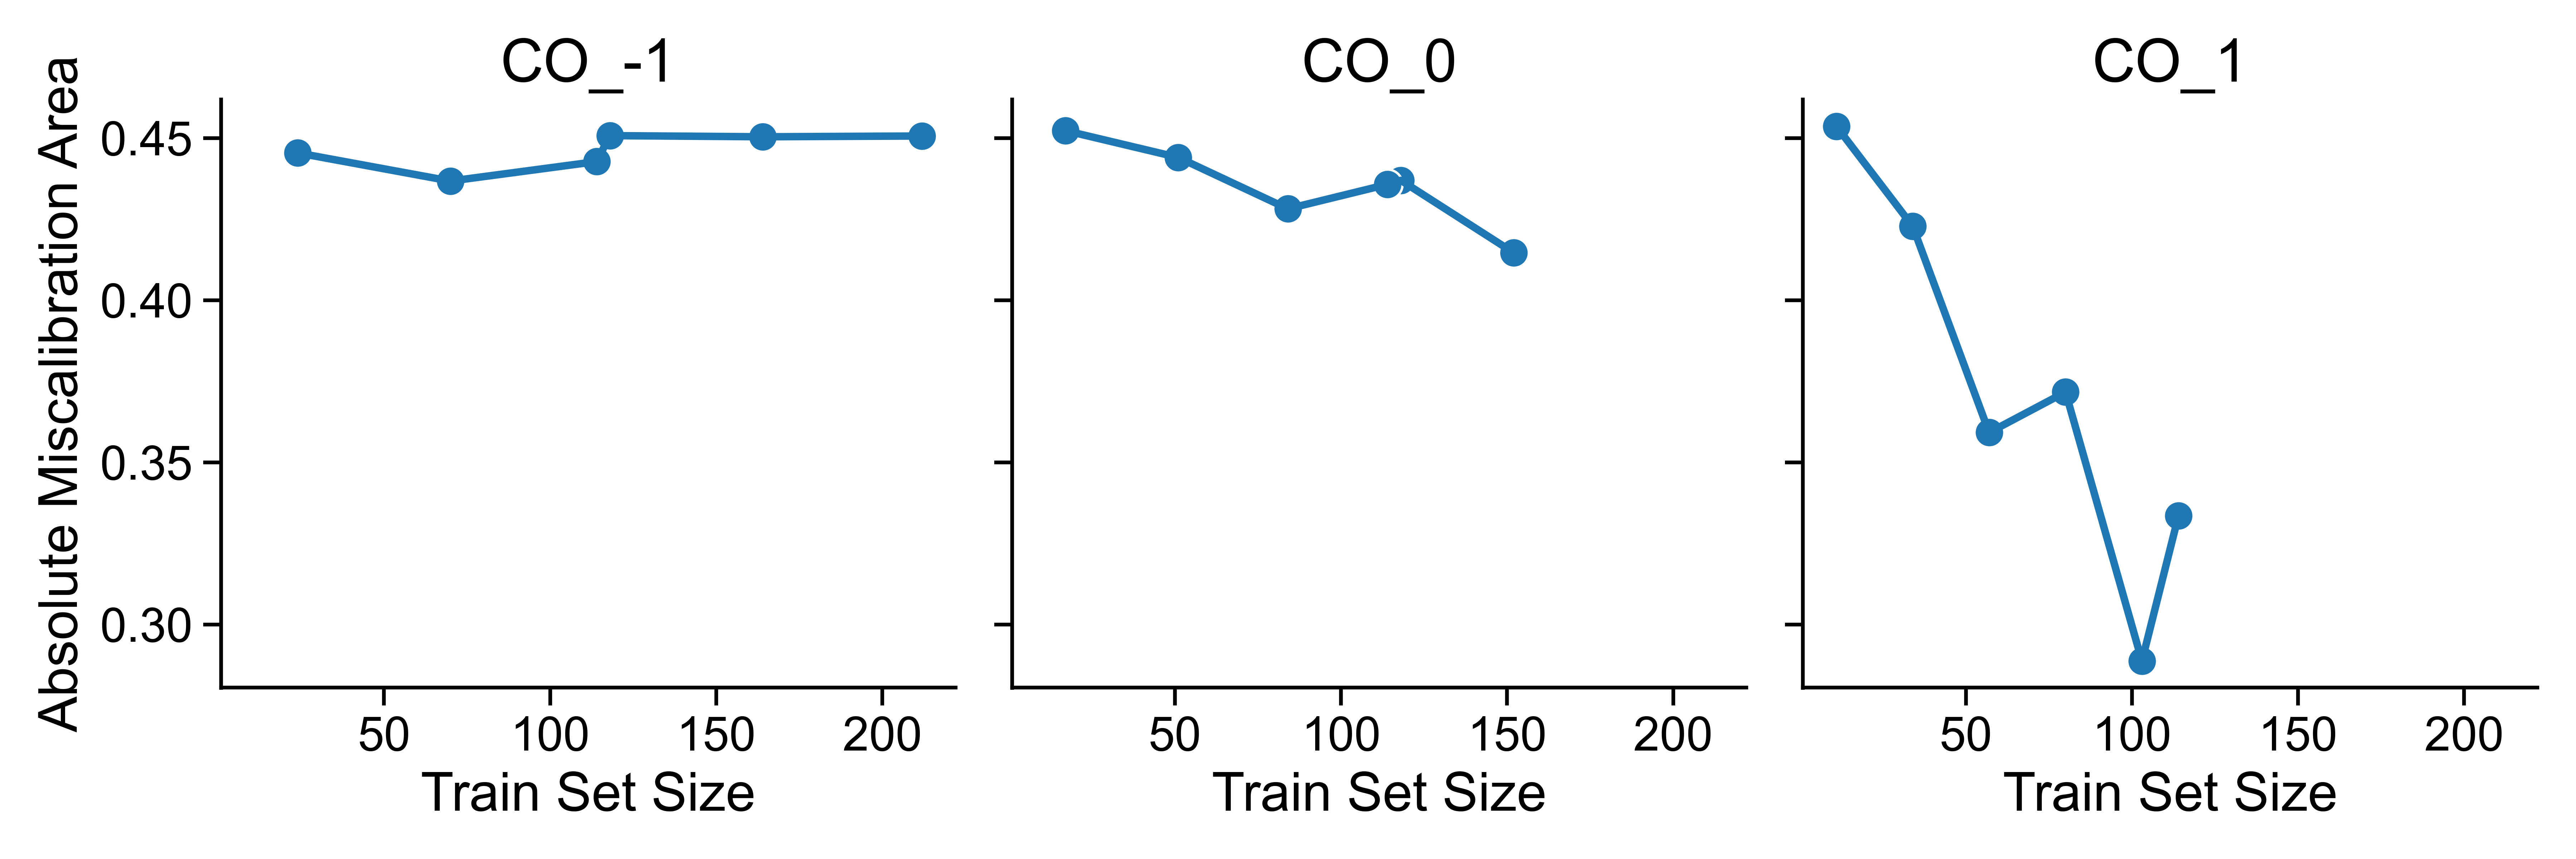 CO_-1
CO_0
CO_1
Absolute Miscalibration Area
0.45
0.40
0.35
0.30
50 100 150 200
50 100 150 200
50 100 150 200
Train Set Size
Train Set Size
Train Set Size